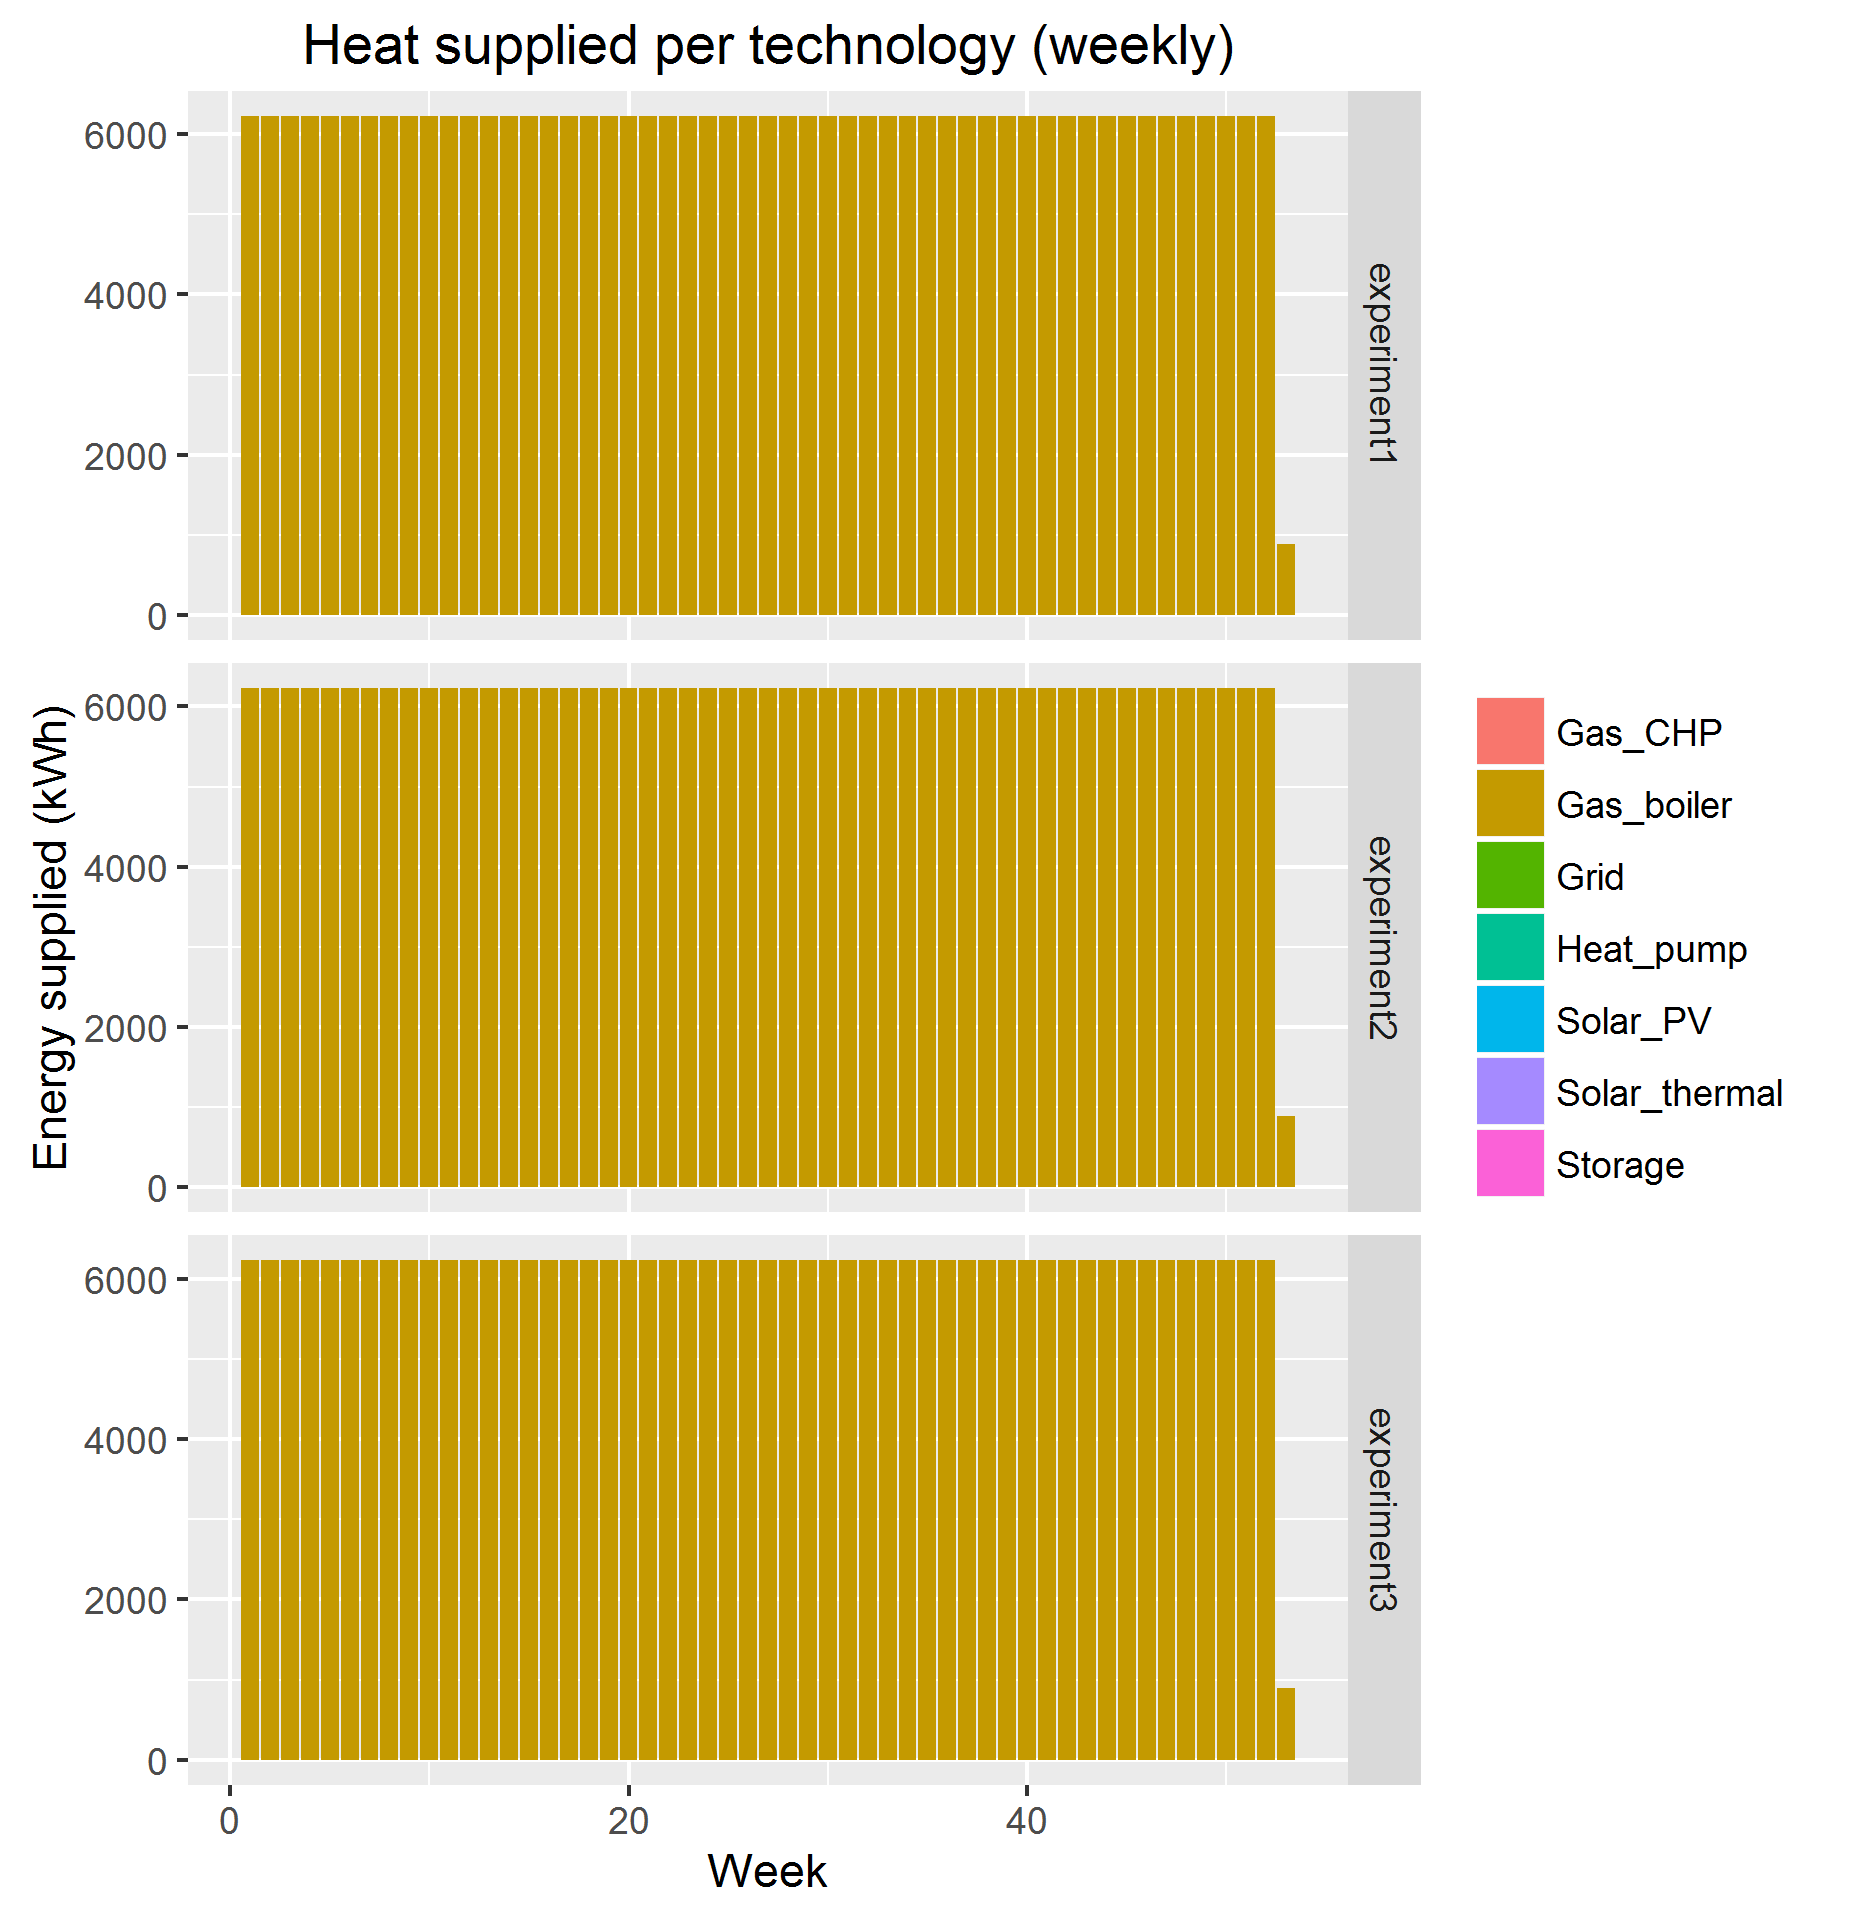 Heat supplied per technology (weekly)
6000
4000
2000
0
experiment1
6000
4000
2000
0
experiment2
6000
4000
2000
0
experiment3
0 20 40
Week
Energy supplied (kWh)
Gas_CHP
Gas_boiler
Grid
Heat_pump
Solar_PV
Solar_thermal
Storage